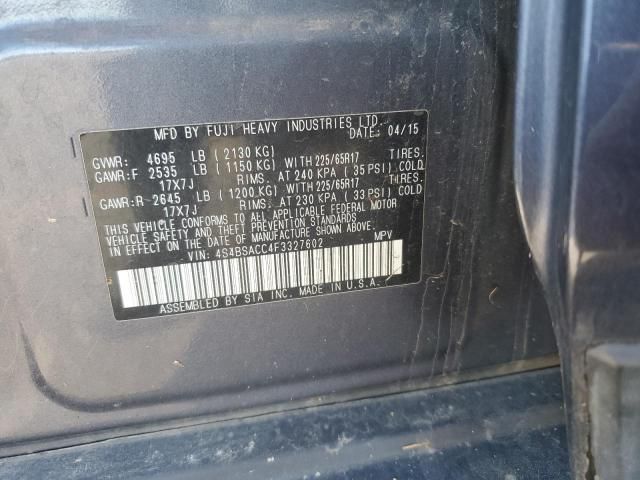 MFD BY FUJI HEAVY INDUSTRIES LTD.
DATE: 04/15
GVWR: 4695 LB (2130 KG)
GAWR:F 2535 LB (1150 KG) WITH 225/65R17 TIRES.
17X7J RIMS. AT 240 KPA (35 PSI) COLD
GAWR:R 2645 LB (1200 KG) WITH 225/65R17 TIRES.
17X7J RIMS. AT 230 KPA (33 PSI) COLD
THIS VEHICLE CONFORMS TO ALL APPLICABLE FEDERAL MOTOR
VEHICLE SAFETY AND THEFT PREVENTION STANDARDS
IN EFFECT ON THE DATE OF MANUFACTURE SHOWN ABOVE.
VIN: 4S4BSACC4F3327602 MPV
ASSEMBLED BY SIA INC. MADE IN U.S.A.